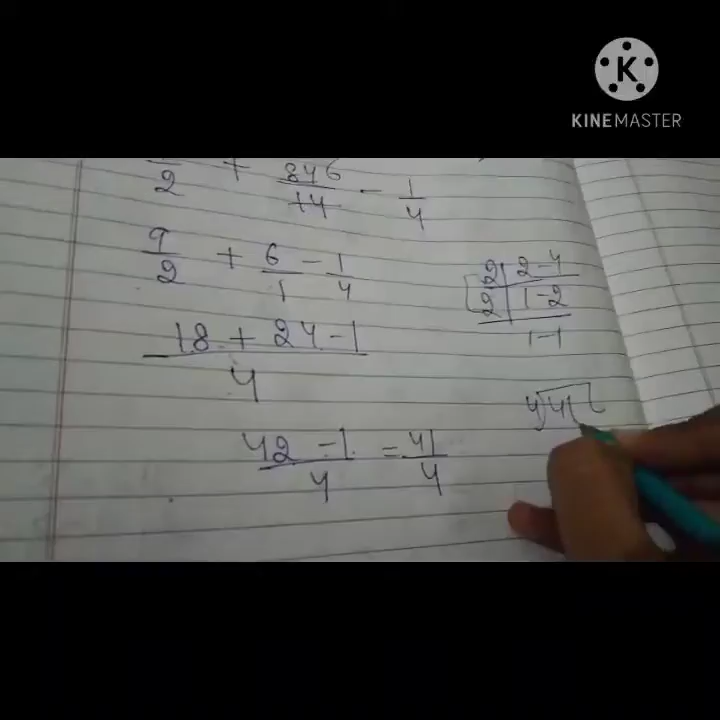 KINEMASTER
2 + 846/14 - 1/4
9/2 + 6/1 - 1/4
2 | 2-4
2 | 1-2
1-1
18 + 24 - 1
4
4)41(
42 - 1 / 4 = 41/4